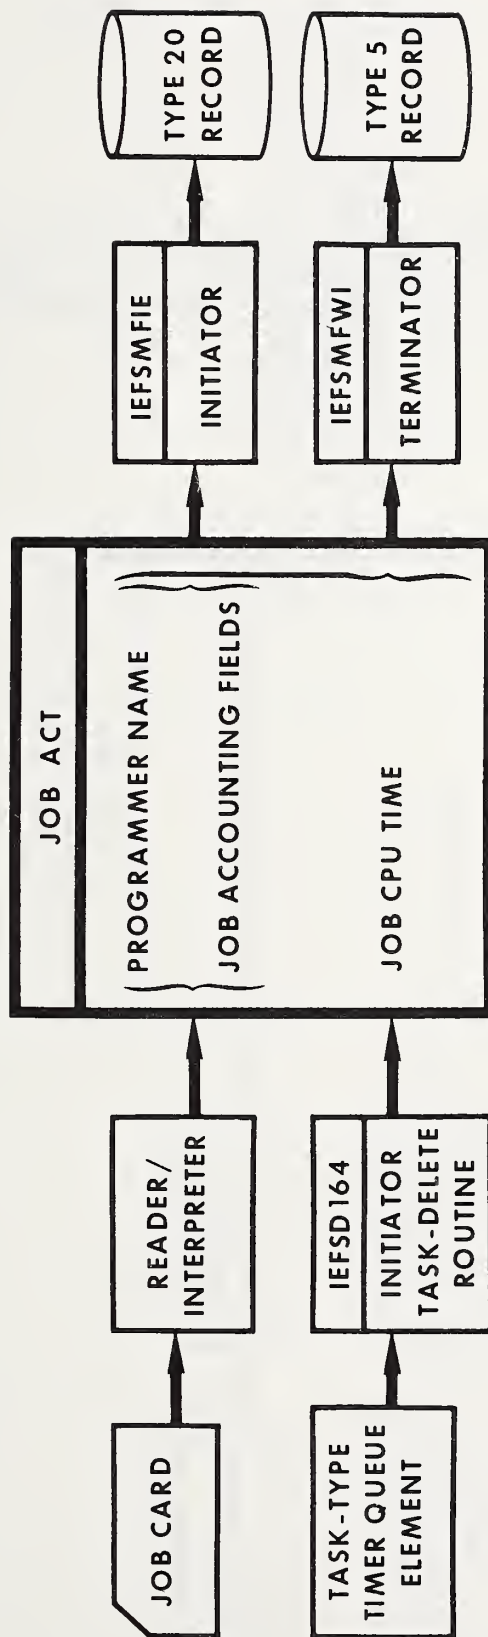 JOB CARD
READER/
INTERPRETER
TASK-TYPE
TIMER QUEUE
ELEMENT
IEFSD164
INITIATOR
TASK-DELETE
ROUTINE
JOB ACT
PROGRAMMER NAME
JOB ACCOUNTING FIELDS
JOB CPU TIME
IEFSMFIE
INITIATOR
TYPE 20
RECORD
IEFSMFWI
TERMINATOR
TYPE 5
RECORD